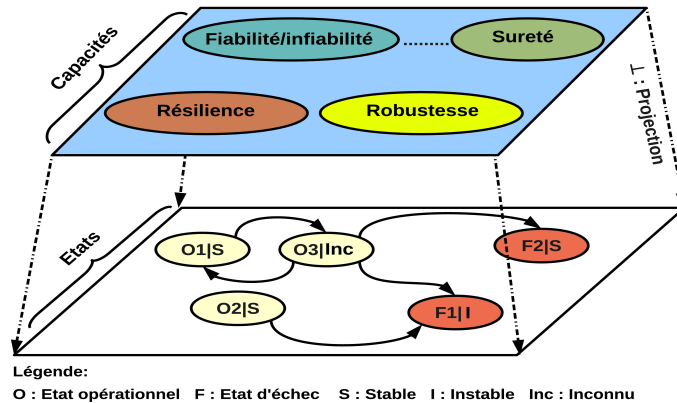 Fiabilité/infiabilité
Sureté
Capacités
⊥ : Projection
Résilience
Robustesse
Etats
O1|S
O3|Inc
F2|S
O2|S
F1|I
Légende:
O : Etat opérationnel F : Etat d'échec S : Stable I : Instable Inc : Inconnu